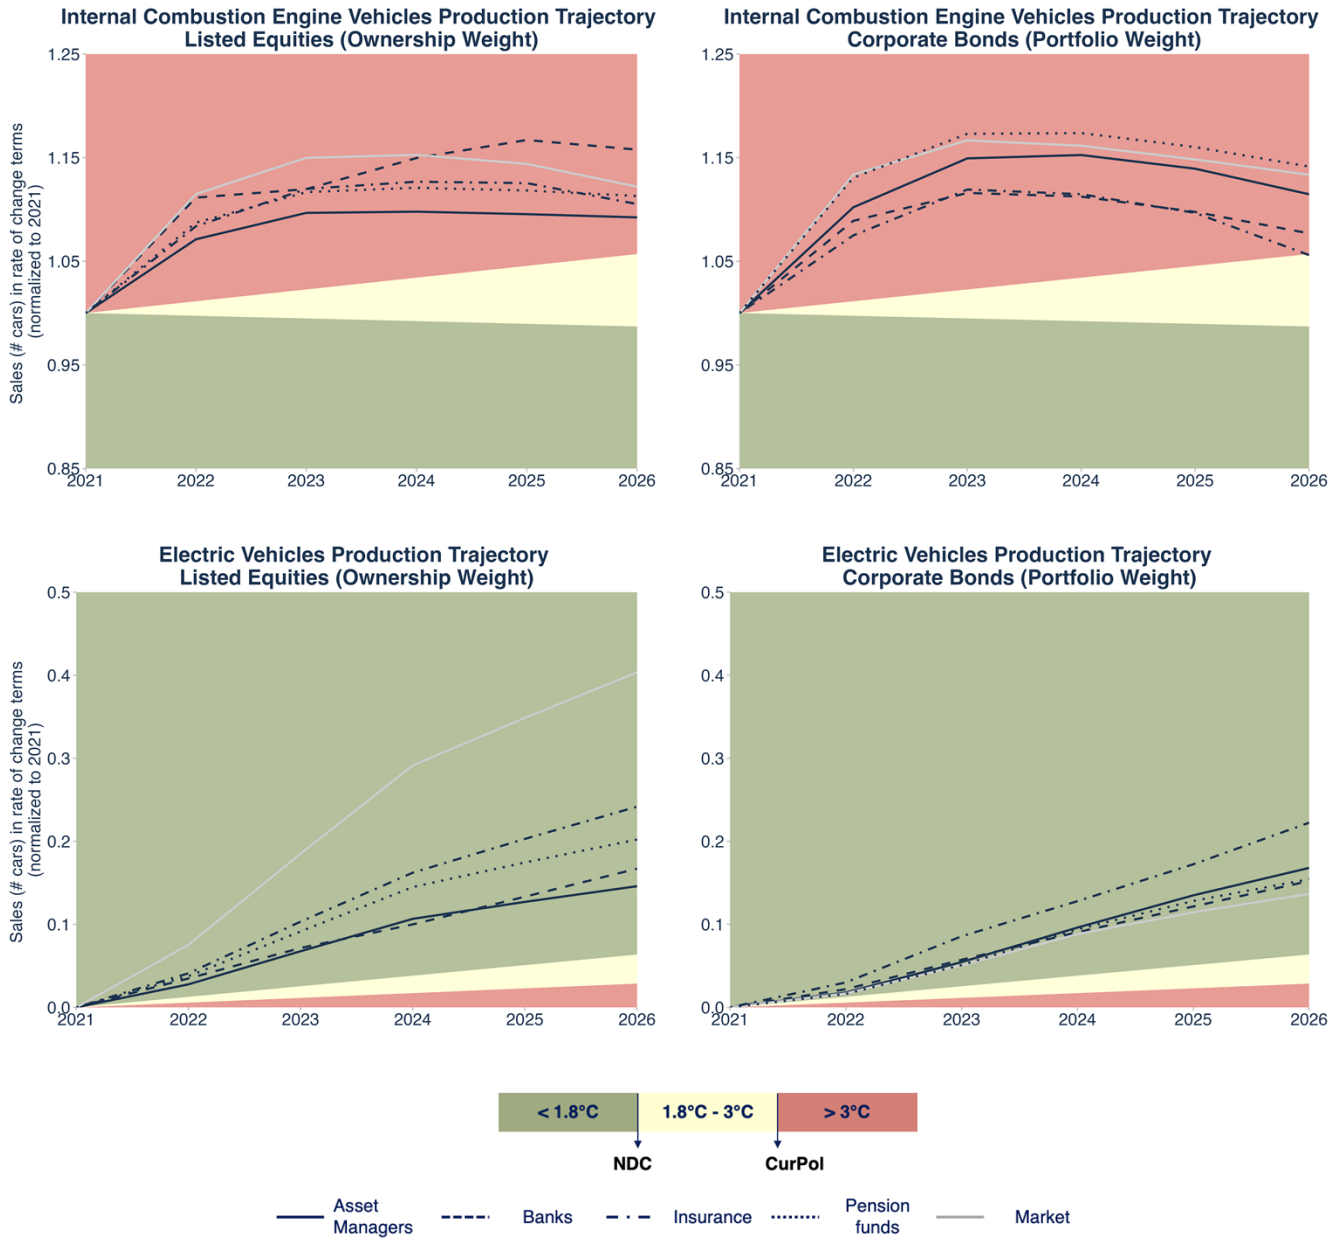 Internal Combustion Engine Vehicles Production Trajectory
Listed Equities (Ownership Weight)
Sales (# cars) in rate of change terms
(normalized to 2021)
1.25
1.15
1.05
0.95
0.85
2021 2022 2023 2024 2025 2026
Internal Combustion Engine Vehicles Production Trajectory
Corporate Bonds (Portfolio Weight)
1.25
1.15
1.05
0.95
0.85
2021 2022 2023 2024 2025 2026
Electric Vehicles Production Trajectory
Listed Equities (Ownership Weight)
Sales (# cars) in rate of change terms
(normalized to 2021)
0.5
0.4
0.3
0.2
0.1
0.0
2021 2022 2023 2024 2025 2026
Electric Vehicles Production Trajectory
Corporate Bonds (Portfolio Weight)
0.5
0.4
0.3
0.2
0.1
0.0
2021 2022 2023 2024 2025 2026
< 1.8°C 1.8°C - 3°C > 3°C
NDC CurPol
Asset
Managers
Banks
Insurance
Pension
funds
Market